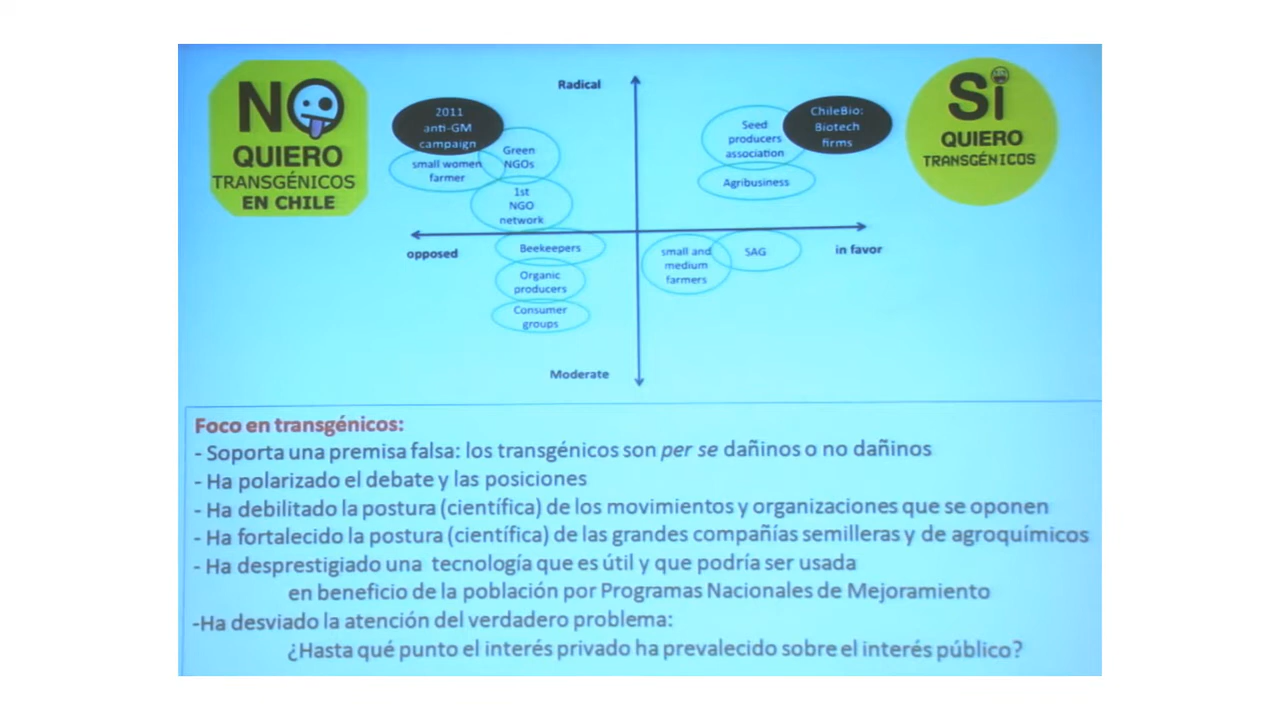 NO
QUIERO
TRANSGÉNICOS
EN CHILE
Radical
2011
anti-GM
campaign
small women
farmer
Green
NGOs
1st
NGO
network
Seed
producers
association
ChileBio:
Biotech
firms
Agribusiness
Sí
QUIERO
TRANSGÉNICOS
opposed
in favor
Beekeepers
Organic
producers
Consumer
groups
small and
medium
farmers
SAG
Moderate
Foco en transgénicos:
- Soporta una premisa falsa: los transgénicos son per se dañinos o no dañinos
- Ha polarizado el debate y las posiciones
- Ha debilitado la postura (científica) de los movimientos y organizaciones que se oponen
- Ha fortalecido la postura (científica) de las grandes compañías semilleras y de agroquímicos
- Ha desprestigiado una tecnología que es útil y que podría ser usada
en beneficio de la población por Programas Nacionales de Mejoramiento
-Ha desviado la atención del verdadero problema:
¿Hasta qué punto el interés privado ha prevalecido sobre el interés público?